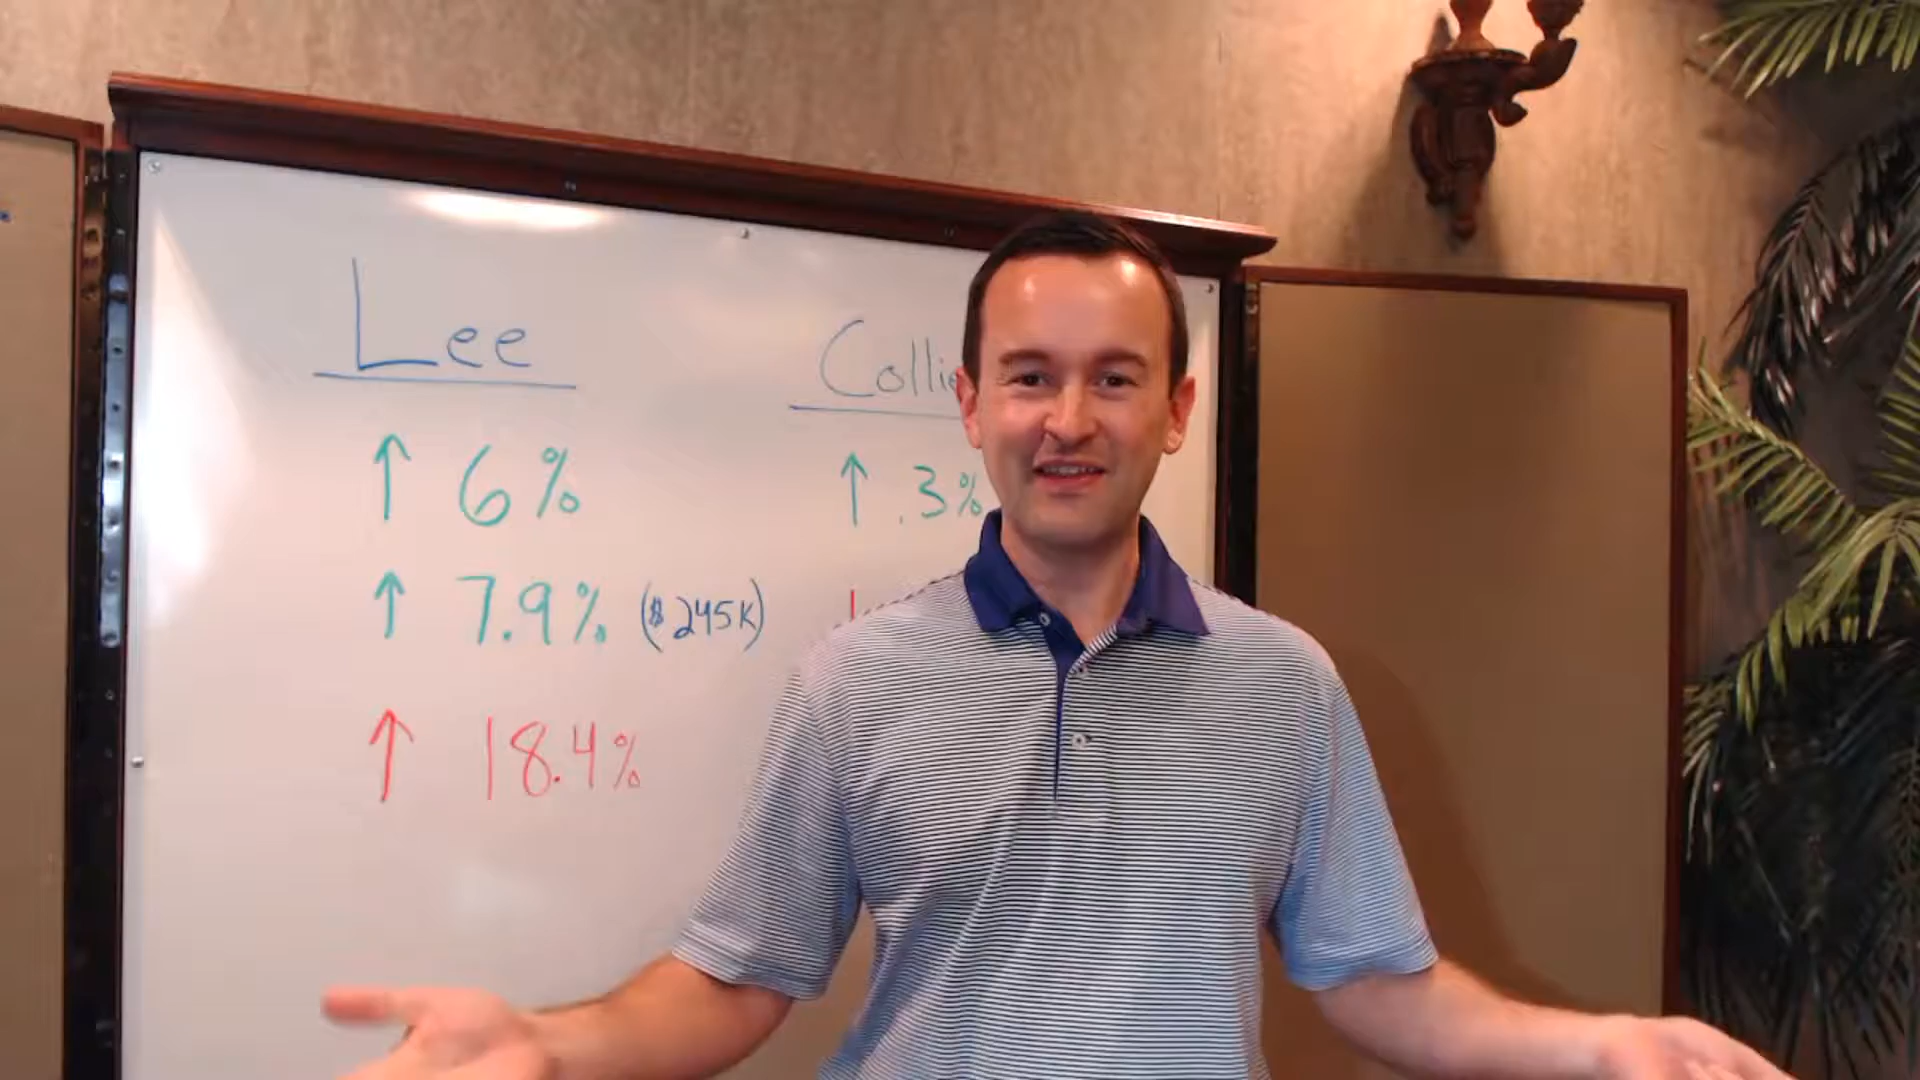 Lee
↑ 6%
↑ 7.9% ($245K)
↑ 18.4%
Collie
↑ .3%